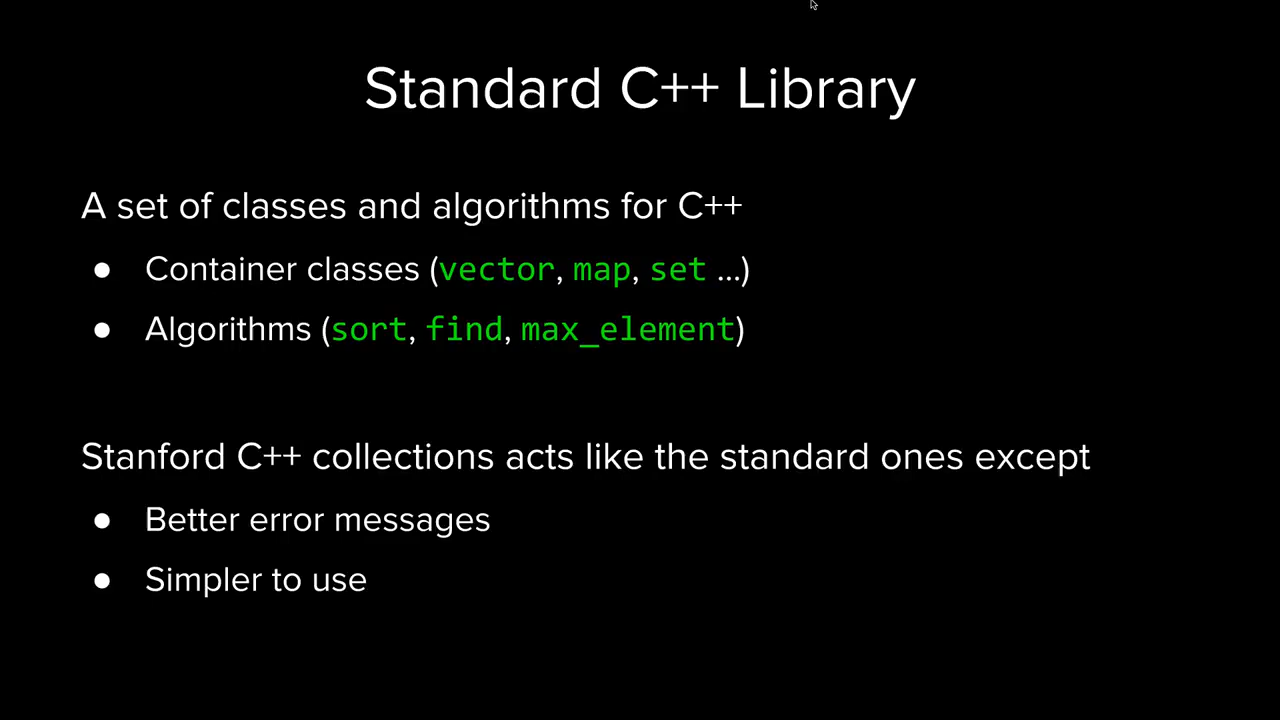 Standard C++ Library
A set of classes and algorithms for C++
● Container classes (vector, map, set ...)
● Algorithms (sort, find, max_element)
Stanford C++ collections acts like the standard ones except
● Better error messages
● Simpler to use